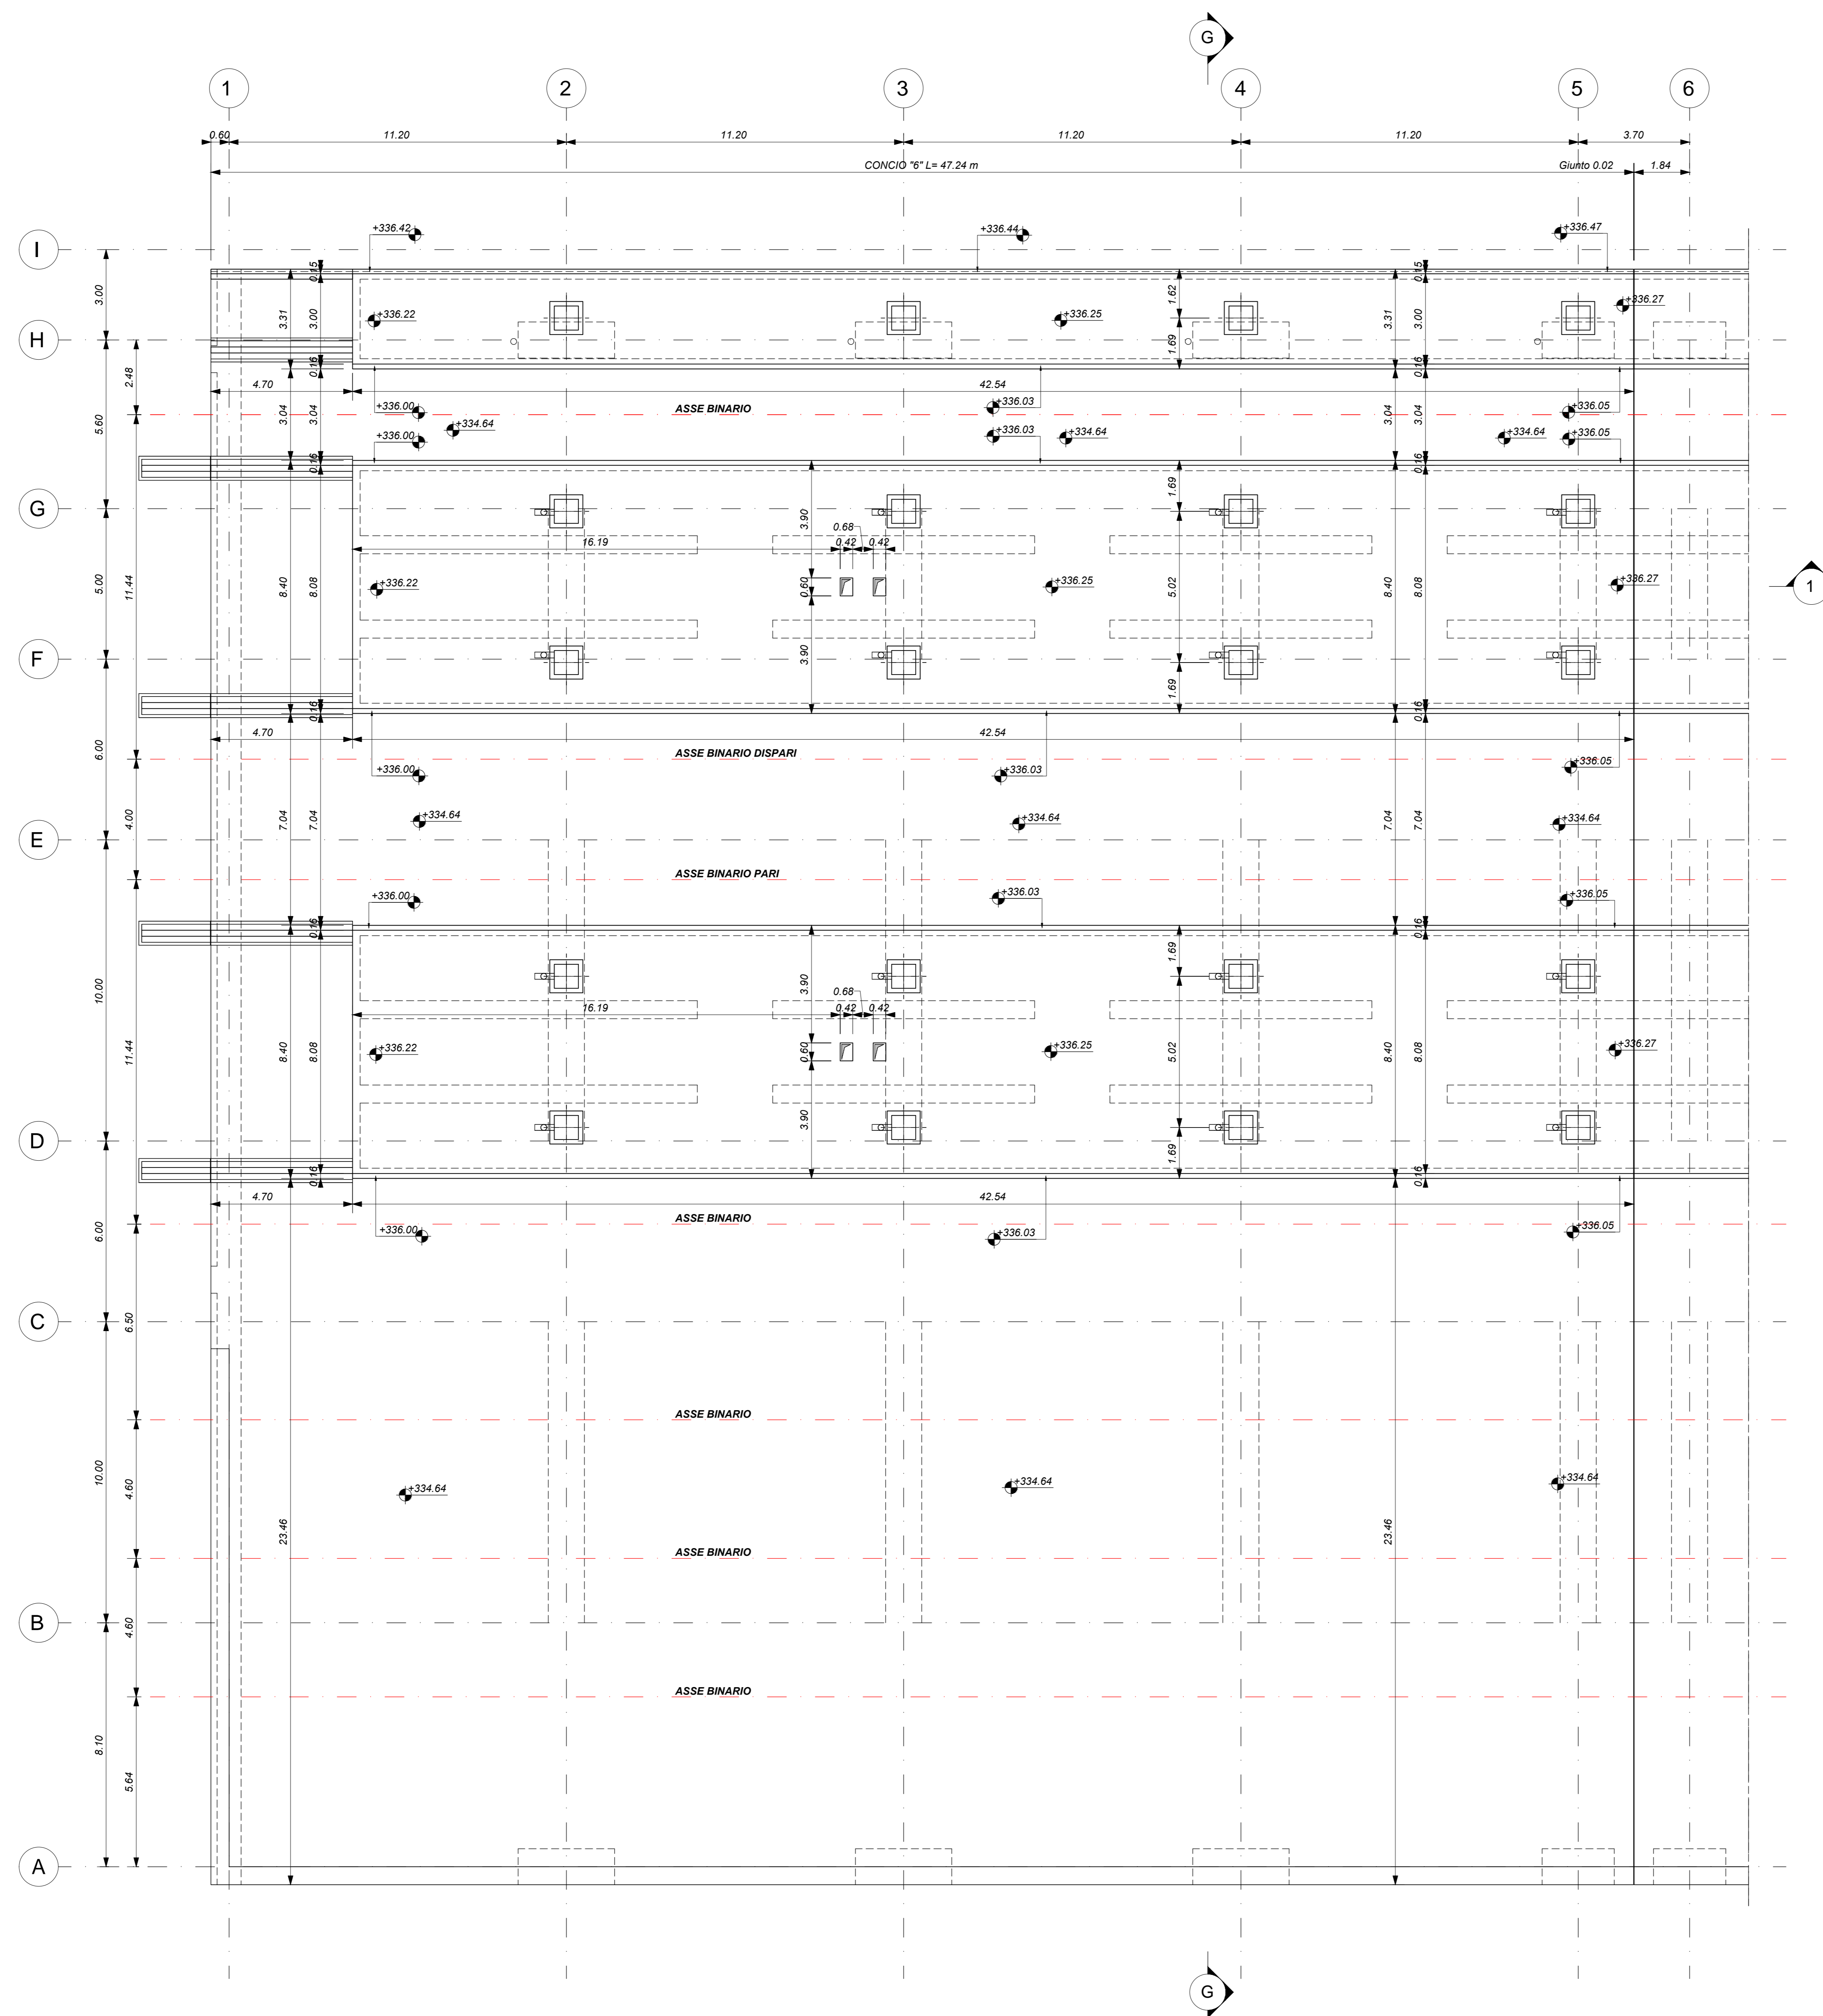 G
1 2 3 4 5 6
0.60 11.20 11.20 11.20 11.20 3.70
CONCIO "6" L= 47.24 m Giunto 0.02 1.84
I
+336.42 +336.44 +336.47
0.15 0.15
3.00 3.31 3.00 1.62 3.31 3.00
+336.22 +336.25 +336.27
H
1.69
0.16 0.16
2.48
4.70 42.54
5.60 3.04 3.04 3.04 3.04
+336.00 ASSE BINARIO +336.03 +336.05
+336.00 +334.64 +336.03 +334.64 +334.64 +336.05
0.16 0.16
G
1.69
3.90
0.68
16.19 0.42 0.42
5.00 11.44 8.40 8.08 0.60 5.02 8.40 8.08
+336.22 +336.25 +336.27
1
F
3.90 1.69
0.16 0.16
4.70 42.54
6.00
ASSE BINARIO DISPARI
+336.00 +336.03 +336.05
4.00 7.04 7.04 7.04 7.04
+334.64 +334.64 +334.64
E
ASSE BINARIO PARI
+336.00 +336.03 +336.05
0.16 0.16
1.69
3.90
0.68
10.00
16.19 0.42 0.42
11.44 8.40 8.08 0.60 5.02 8.40 8.08
+336.22 +336.25 +336.27
3.90
D
1.69
0.16 0.16
4.70 42.54
6.00
ASSE BINARIO
+336.00 +336.03 +336.05
C
6.50
ASSE BINARIO
10.00 4.60
+334.64 +334.64 +334.64
23.46 23.46
ASSE BINARIO
B
4.60
ASSE BINARIO
8.10
5.64
A
G